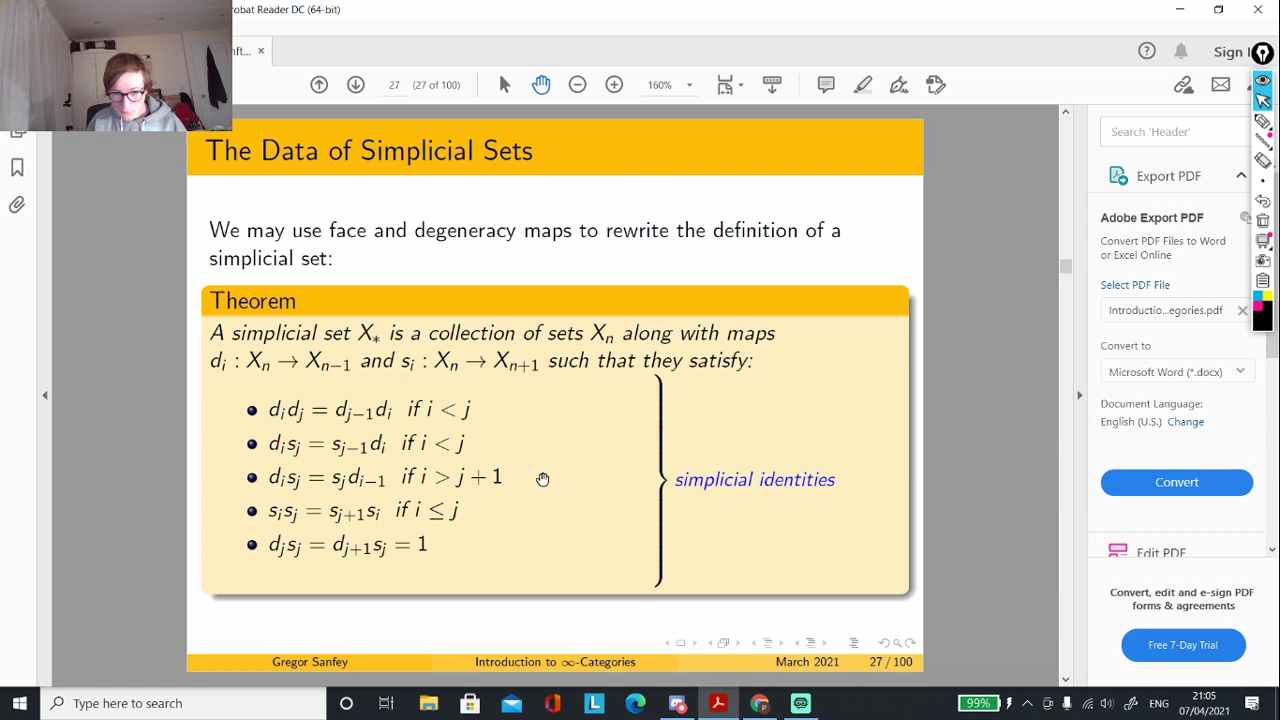 obat Reader DC (64-bit)
nft...
Sign I
27 (27 of 100)
160%
The Data of Simplicial Sets
We may use face and degeneracy maps to rewrite the definition of a
simplicial set:
Theorem
A simplicial set X∗ is a collection of sets Xₙ along with maps
dᵢ : Xₙ → Xₙ₋₁ and sᵢ : Xₙ → Xₙ₊₁ such that they satisfy:
• dᵢdⱼ = dⱼ₋₁dᵢ if i < j
• dᵢsⱼ = sⱼ₋₁dᵢ if i < j
• dᵢsⱼ = sⱼdᵢ₋₁ if i > j + 1
• sᵢsⱼ = sⱼ₊₁sᵢ if i ≤ j
• dⱼsⱼ = dⱼ₊₁sⱼ = 1
simplicial identities
Gregor Sanfey Introduction to ∞-Categories March 2021 27 / 100
Search 'Header'
Export PDF
Adobe Export PDF
Convert PDF Files to Word
or Excel Online
Select PDF File
Introductio...egories.pdf
Convert to
Microsoft Word (*.docx)
Document Language:
English (U.S.) Change
Convert
Edit PDF
Convert, edit and e-sign PDF
forms & agreements
Free 7-Day Trial
Type here to search
99%
ENG
21:05
07/04/2021